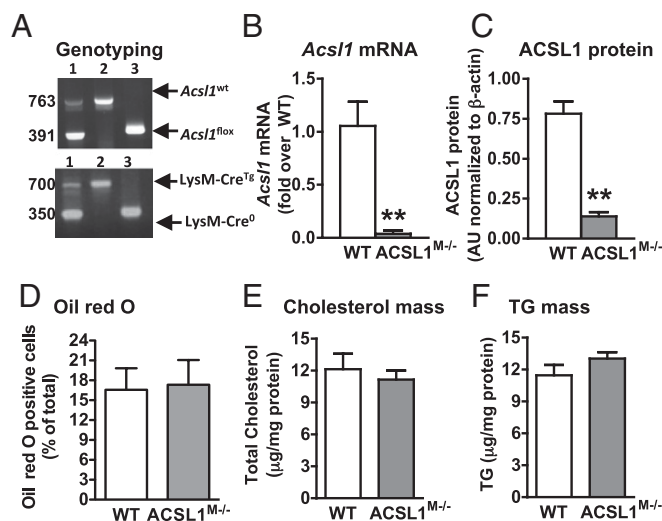 A
Genotyping
1 2 3
763
Acsl1wt
391
Acsl1flox
1 2 3
700
LysM-CreTg
350
LysM-Cre0
B
Acsl1 mRNA
Acsl1 mRNA
(fold over WT)
1.5
1.0
0.5
0.0
**
WT ACSL1M-/-
C
ACSL1 protein
ACSL1 protein
(AU normalized to β-actin)
1.00
0.75
0.50
0.25
0.00
**
WT ACSL1M-/-
D
Oil red O
Oil red O positive cells
(% of total)
24
21
18
15
12
9
6
3
0
WT ACSL1M-/-
E
Cholesterol mass
Total Cholesterol
(µg/mg protein)
15
12
9
6
3
0
WT ACSL1M-/-
F
TG mass
TG (µg/mg protein)
15
12
9
6
3
0
WT ACSL1M-/-